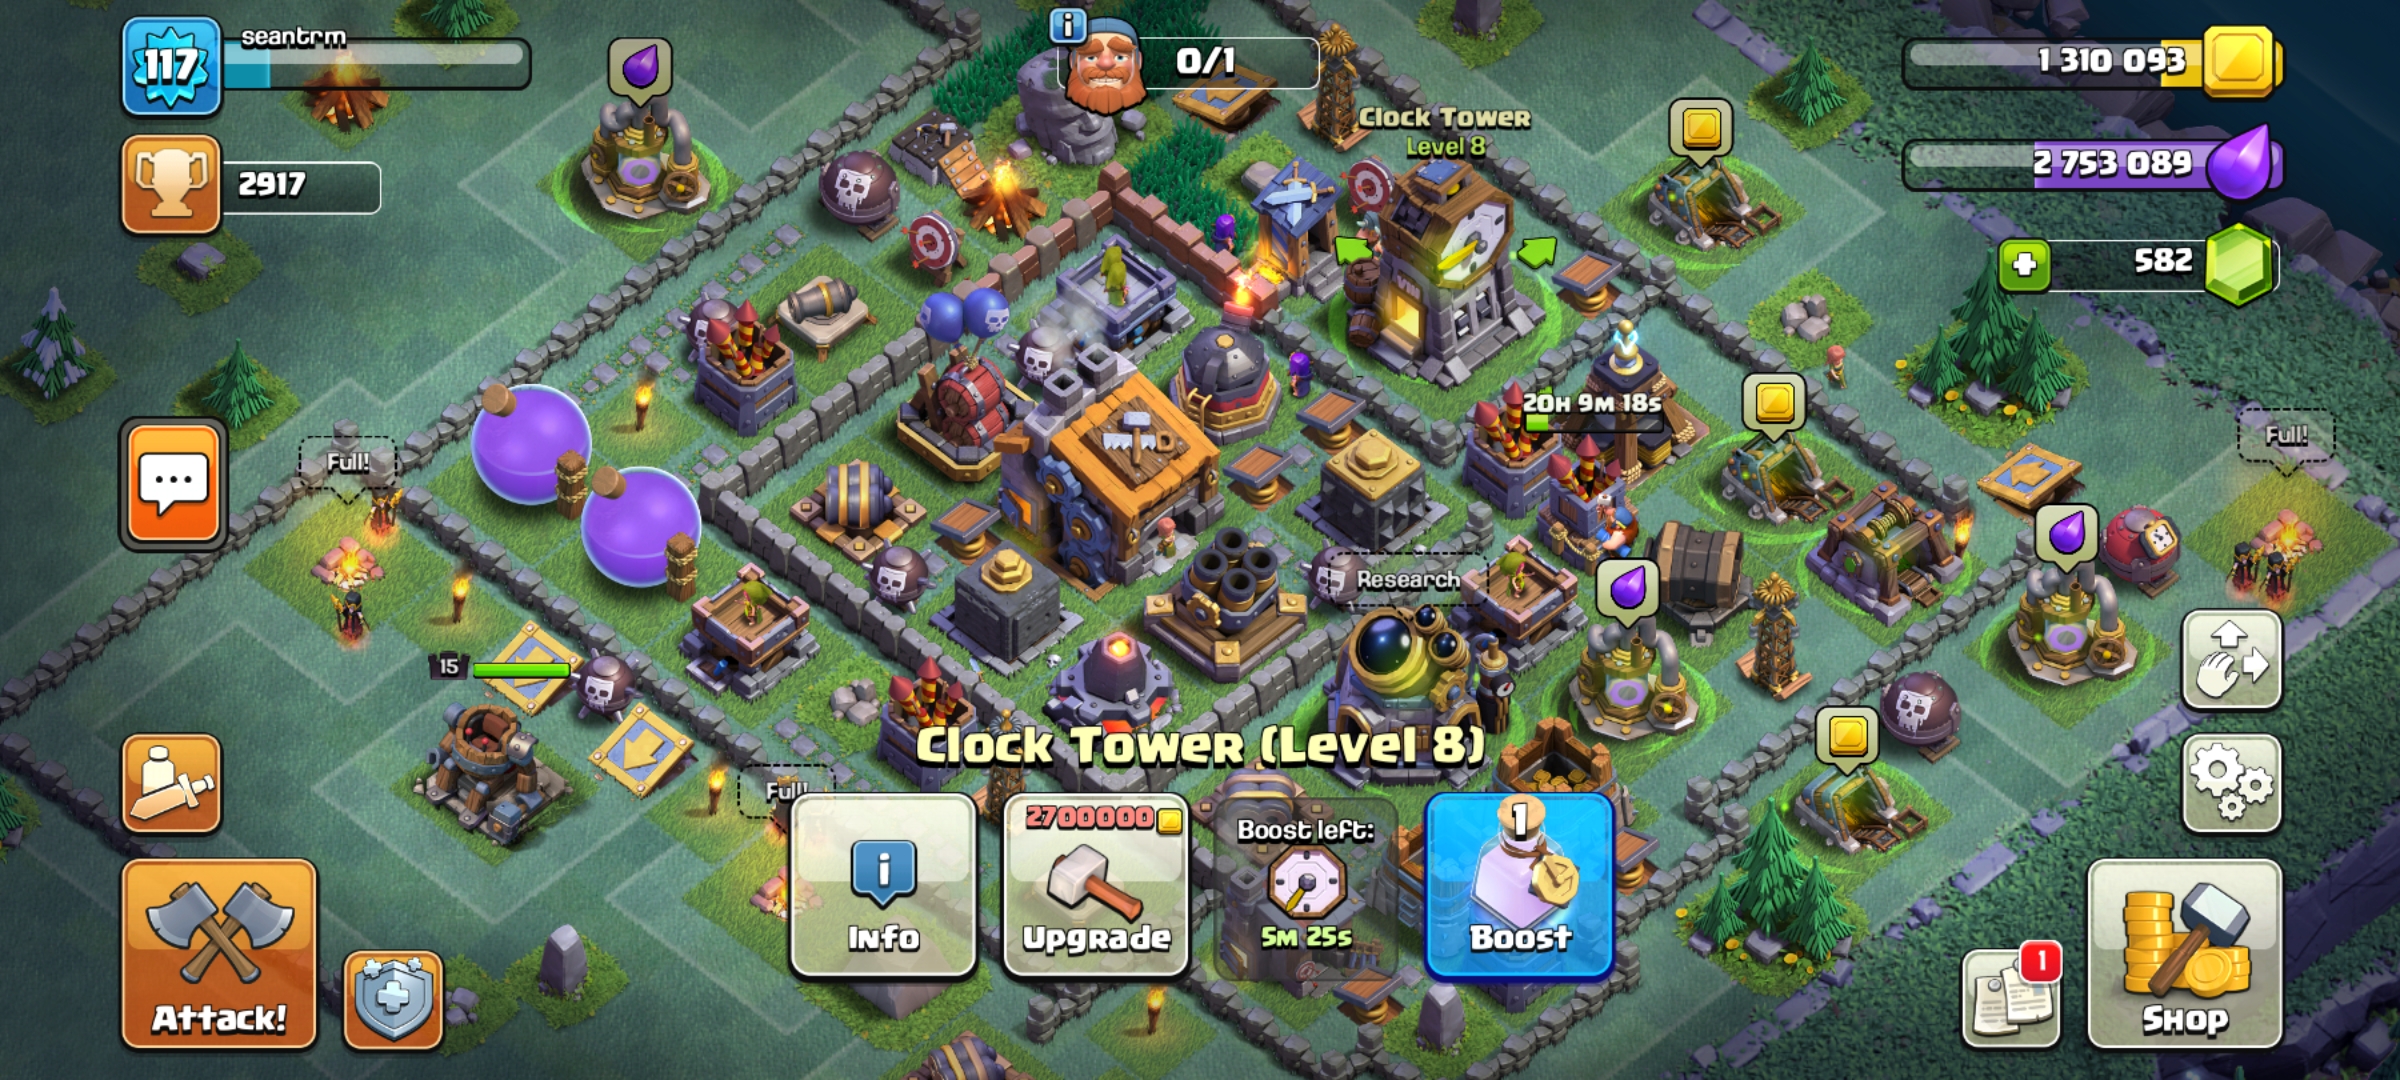 117
seantrm
2917
0/1
1 310 093
2 753 089
582
Clock Tower
Level 8
VIII
20H 9M 18s
Full!
Full!
Research
15
Full!
Clock Tower (Level 8)
2700000
Boost left:
1
5M 25s
Info
Upgrade
Boost
Attack!
1
Shop